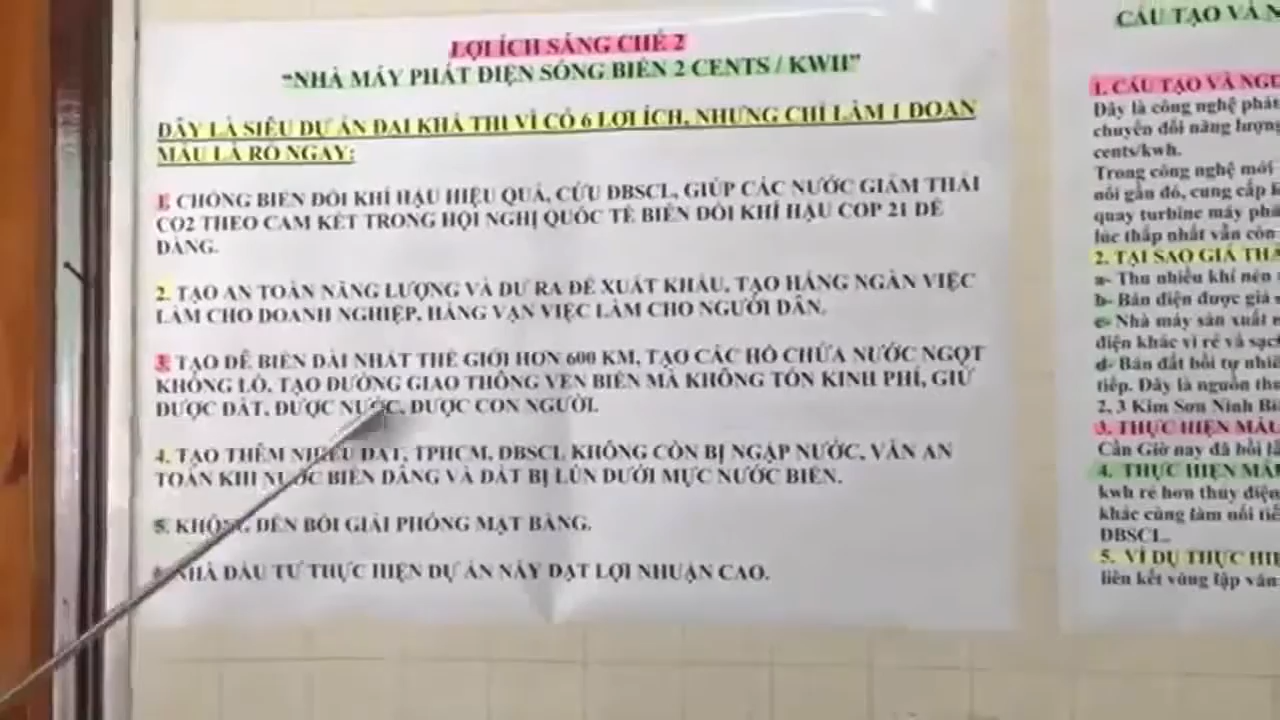 LỢI ÍCH SÁNG CHẾ 2
“NHÀ MÁY PHÁT ĐIỆN SÓNG BIỂN 2 CENTS / KWH”
ĐÂY LÀ SIÊU DỰ ÁN ĐẠI KHẢ THI VÌ CÓ 6 LỢI ÍCH, NHƯNG CHỈ LÀM 1 ĐOẠN
MẪU LÀ RÕ NGAY:
1. CHỐNG BIẾN ĐỔI KHÍ HẬU HIỆU QUẢ, CỨU ĐBSCL, GIÚP CÁC NƯỚC GIẢM THẢI
CO2 THEO CAM KẾT TRONG HỘI NGHỊ QUỐC TẾ BIẾN ĐỔI KHÍ HẬU COP 21 DỄ
DÀNG.
2. TẠO AN TOÀN NĂNG LƯỢNG VÀ DƯ RA ĐỂ XUẤT KHẨU, TẠO HÀNG NGÀN VIỆC
LÀM CHO DOANH NGHIỆP, HÀNG VẠN VIỆC LÀM CHO NGƯỜI DÂN.
3. TẠO ĐÊ BIỂN DÀI NHẤT THẾ GIỚI HƠN 600 KM, TẠO CÁC HỒ CHỨA NƯỚC NGỌT
KHỔNG LỒ, TẠO ĐƯỜNG GIAO THÔNG VEN BIỂN MÀ KHÔNG TỐN KINH PHÍ, GIỮ
ĐƯỢC ĐẤT, ĐƯỢC NƯỚC, ĐƯỢC CON NGƯỜI.
4. TẠO THÊM NHIỀU ĐẤT, TPHCM, ĐBSCL KHÔNG CÒN BỊ NGẬP NƯỚC, VẪN AN
TOÀN KHI NƯỚC BIỂN DÂNG VÀ ĐẤT BỊ LÚN DƯỚI MỰC NƯỚC BIỂN.
5. KHÔNG ĐỀN BÔI GIẢI PHÓNG MẶT BẰNG.
NHÀ ĐẦU TƯ THỰC HIỆN DỰ ÁN NÀY ĐẠT LỢI NHUẬN CAO.
CẤU TẠO VÀ
1. CẤU TẠO VÀ
Đây là công nghệ phát
chuyển đổi năng lượng
cents/kwh.
Trong công nghệ mới
nổi gần đó, cung cấp
quay turbine máy phát
lúc thấp nhất vẫn còn
2. TẠI SAO GIÁ
a- Thu nhiều khí nén
b- Bán điện được giá
c- Nhà máy sản xuất
điện khác vì rẻ và sạch
d- Bán đất bồi tự nhiên
tiếp. Đây là nguồn
2, 3 Kim Sơn Ninh
3. THỰC HIỆN MẪU
Cần Giờ nay đã bồi
4. THỰC HIỆN
kwh rẻ hơn thủy điện
khác cùng làm nối
ĐBSCL.
5. VÍ DỤ THỰC
liên kết vùng lập